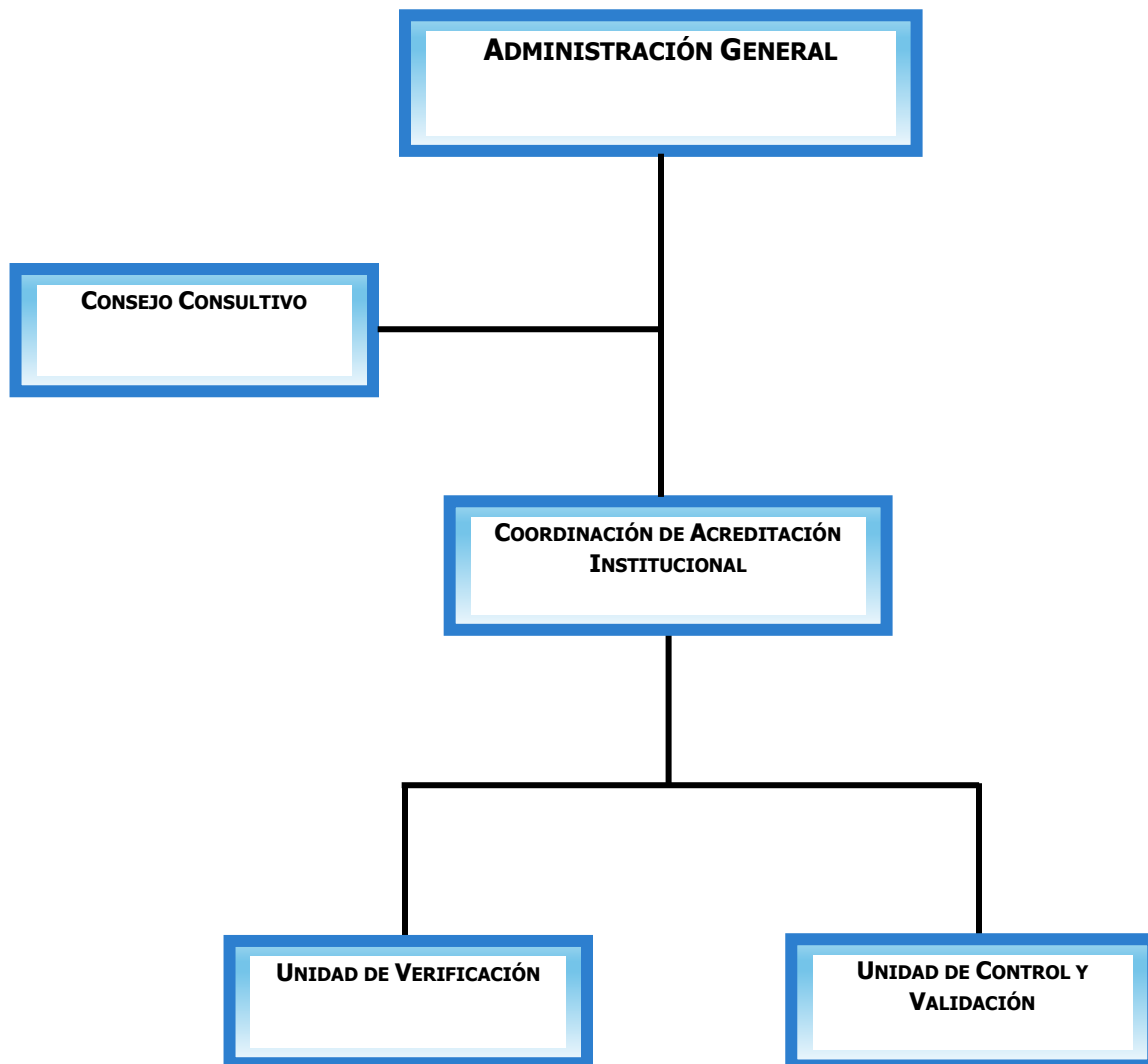 ADMINISTRACIÓN GENERAL
CONSEJO CONSULTIVO
COORDINACIÓN DE ACREDITACIÓN
INSTITUCIONAL
UNIDAD DE VERIFICACIÓN
UNIDAD DE CONTROL Y
VALIDACIÓN